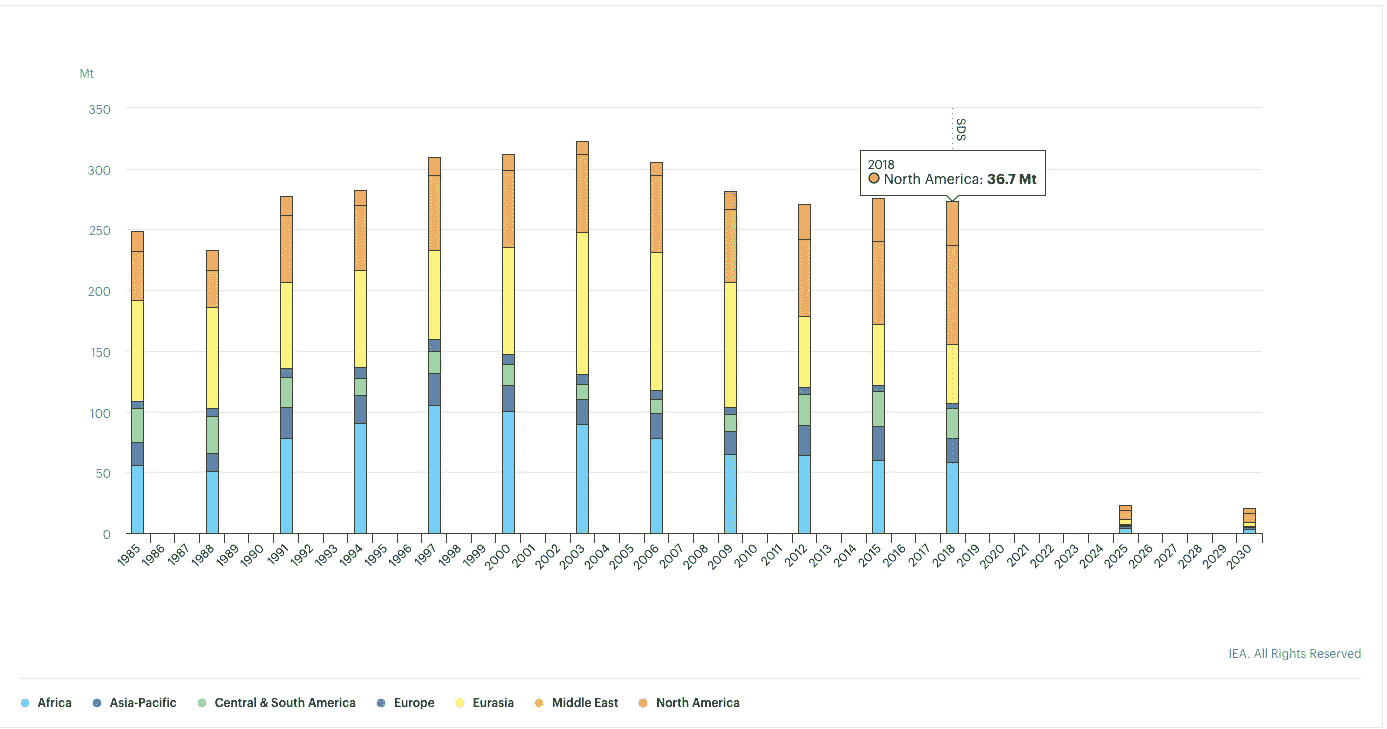 Mt
350
300
250
200
150
100
50
0
SDS
2018
North America: 36.7 Mt
1985 1986 1987 1988 1989 1990 1991 1992 1993 1994 1995 1996 1997 1998 1999 2000 2001 2002 2003 2004 2005 2006 2007 2008 2009 2010 2011 2012 2013 2014 2015 2016 2017 2018 2019 2020 2021 2022 2023 2024 2025 2026 2027 2028 2029 2030
IEA. All Rights Reserved
Africa Asia-Pacific Central & South America Europe Eurasia Middle East North America